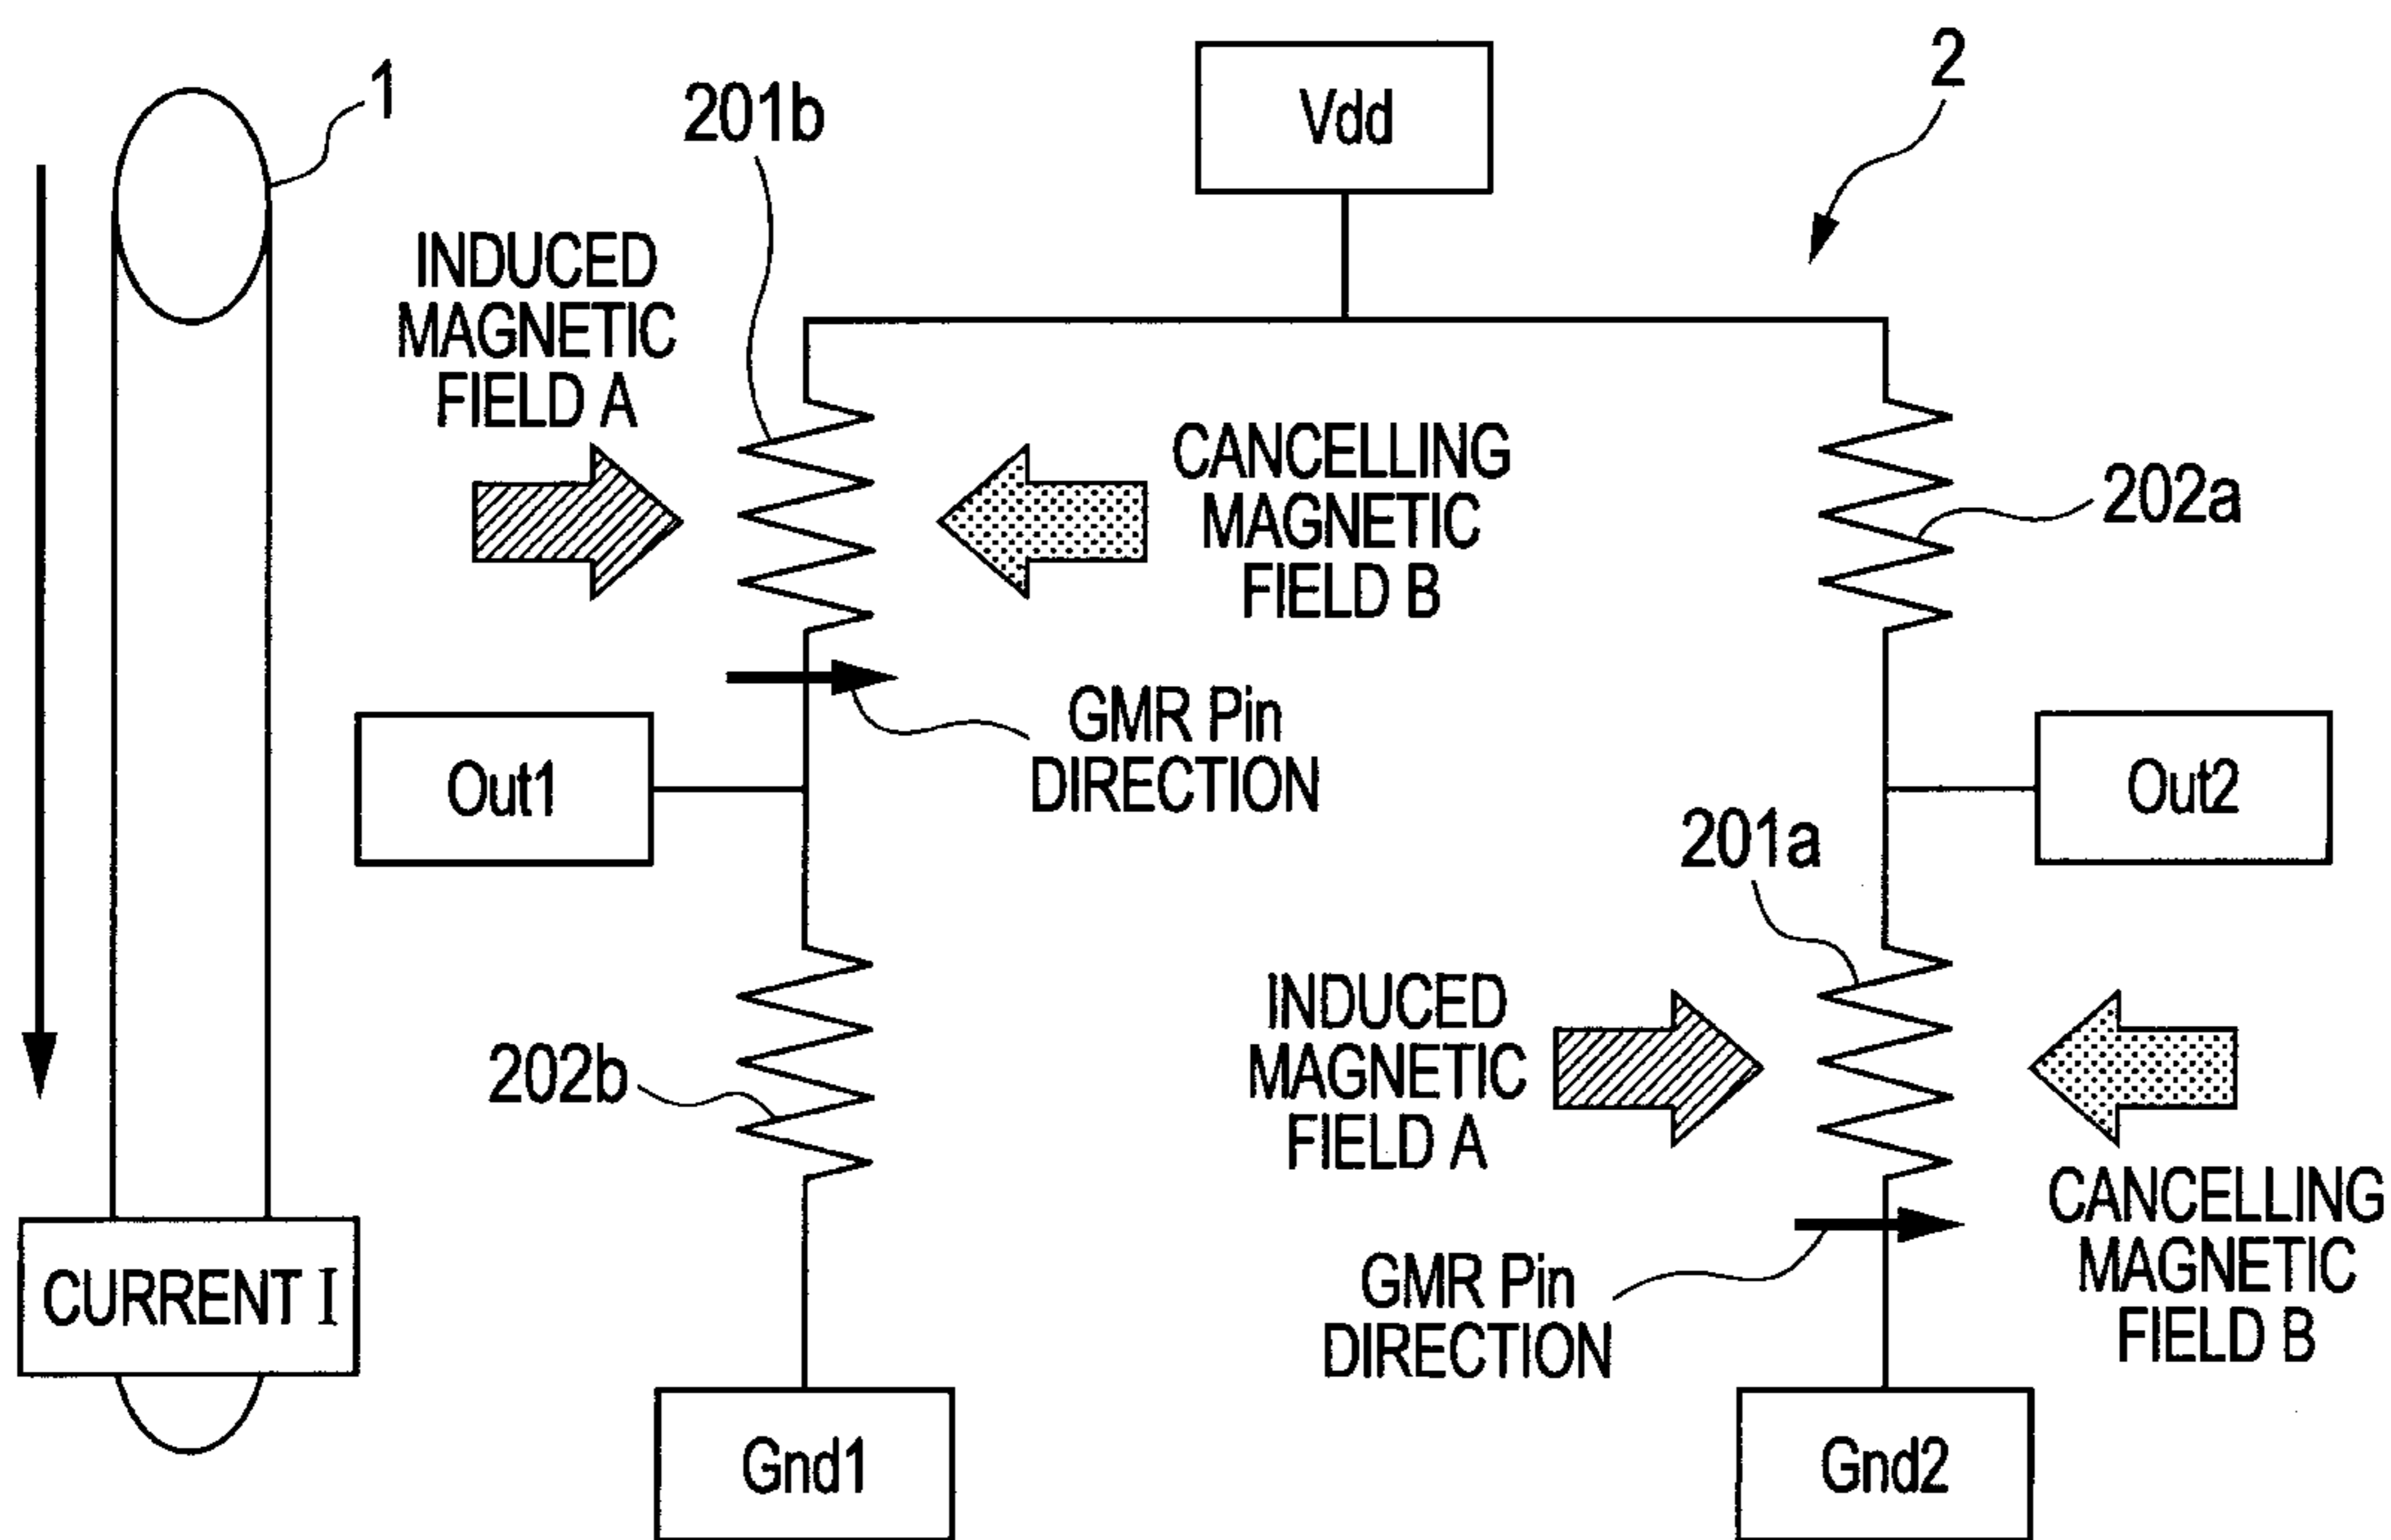 1
201b
Vdd
2
INDUCED
MAGNETIC
FIELD A
CANCELLING
MAGNETIC
FIELD B
202a
GMR Pin
DIRECTION
Out1
Out2
201a
202b
INDUCED
MAGNETIC
FIELD A
CANCELLING
MAGNETIC
FIELD B
GMR Pin
DIRECTION
CURRENT I
Gnd1
Gnd2